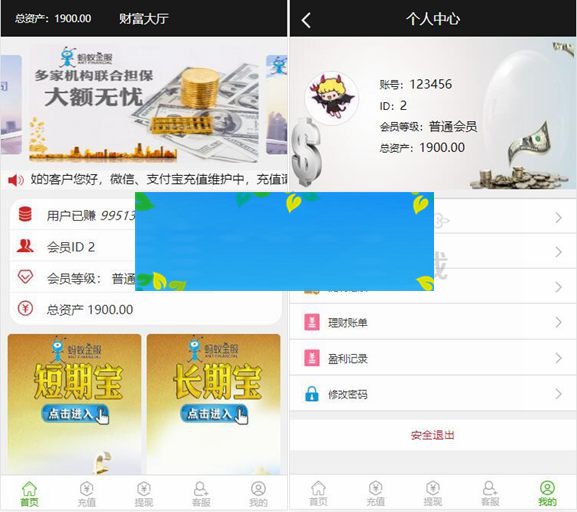 总资产：1900.00
财富大厅
蚂蚁金服
多家机构联合担保
大额无忧
的客户您好，微信、支付宝充值维护中，充值请
用户已赚 99513
会员ID 2
会员等级： 普通
总资产 1900.00
蚂蚁金服
ANT FINANCIAL
短期宝
点击进入
蚂蚁金服
ANT FINANCIAL
长期宝
点击进入
首页
充值
提现
客服
我的
个人中心
账号：123456
ID：2
会员等级：普通会员
总资产：1900.00
理财账单
盈利记录
修改密码
安全退出
首页
充值
提现
客服
我的